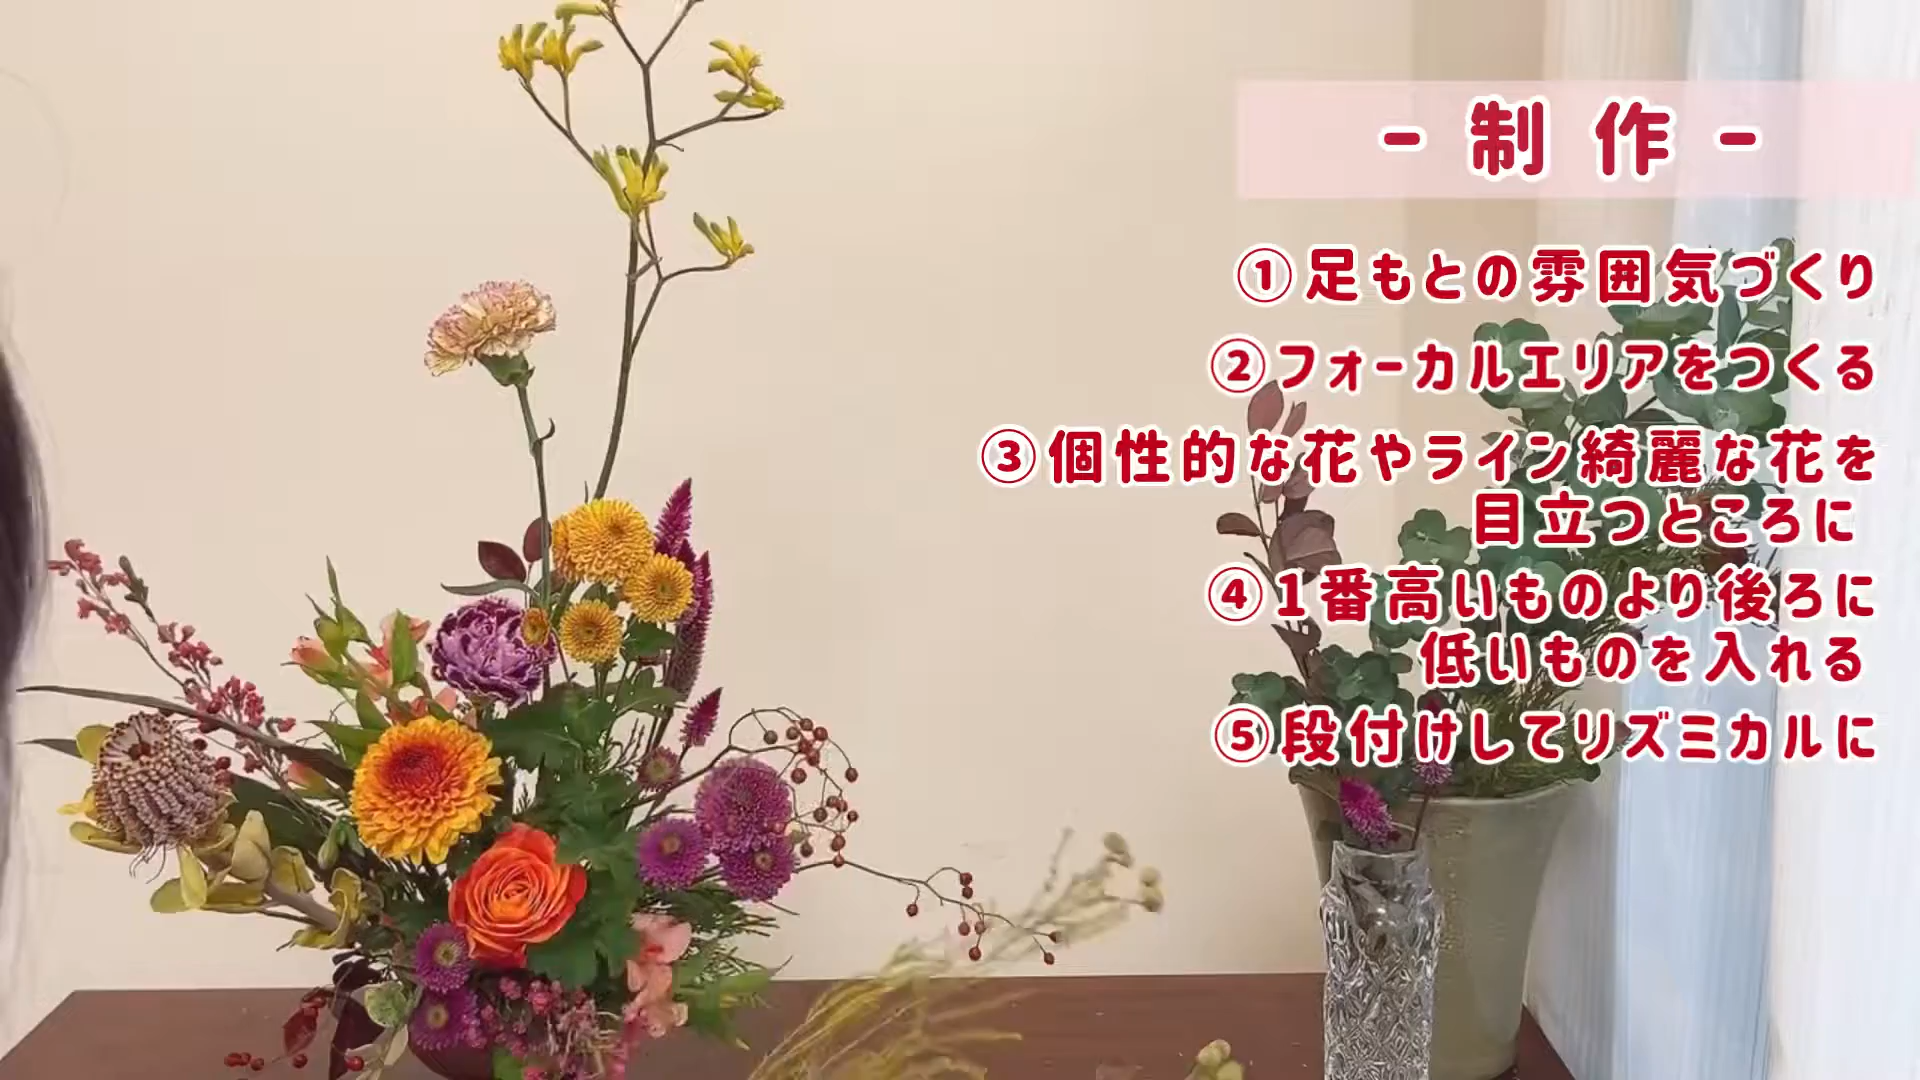 - 制作 -
①足もとの雰囲気づくり
②フォーカルエリアをつくる
③個性的な花やライン綺麗な花を
目立つところに
④1番高いものより後ろに
低いものを入れる
⑤段付けしてリズミカルに